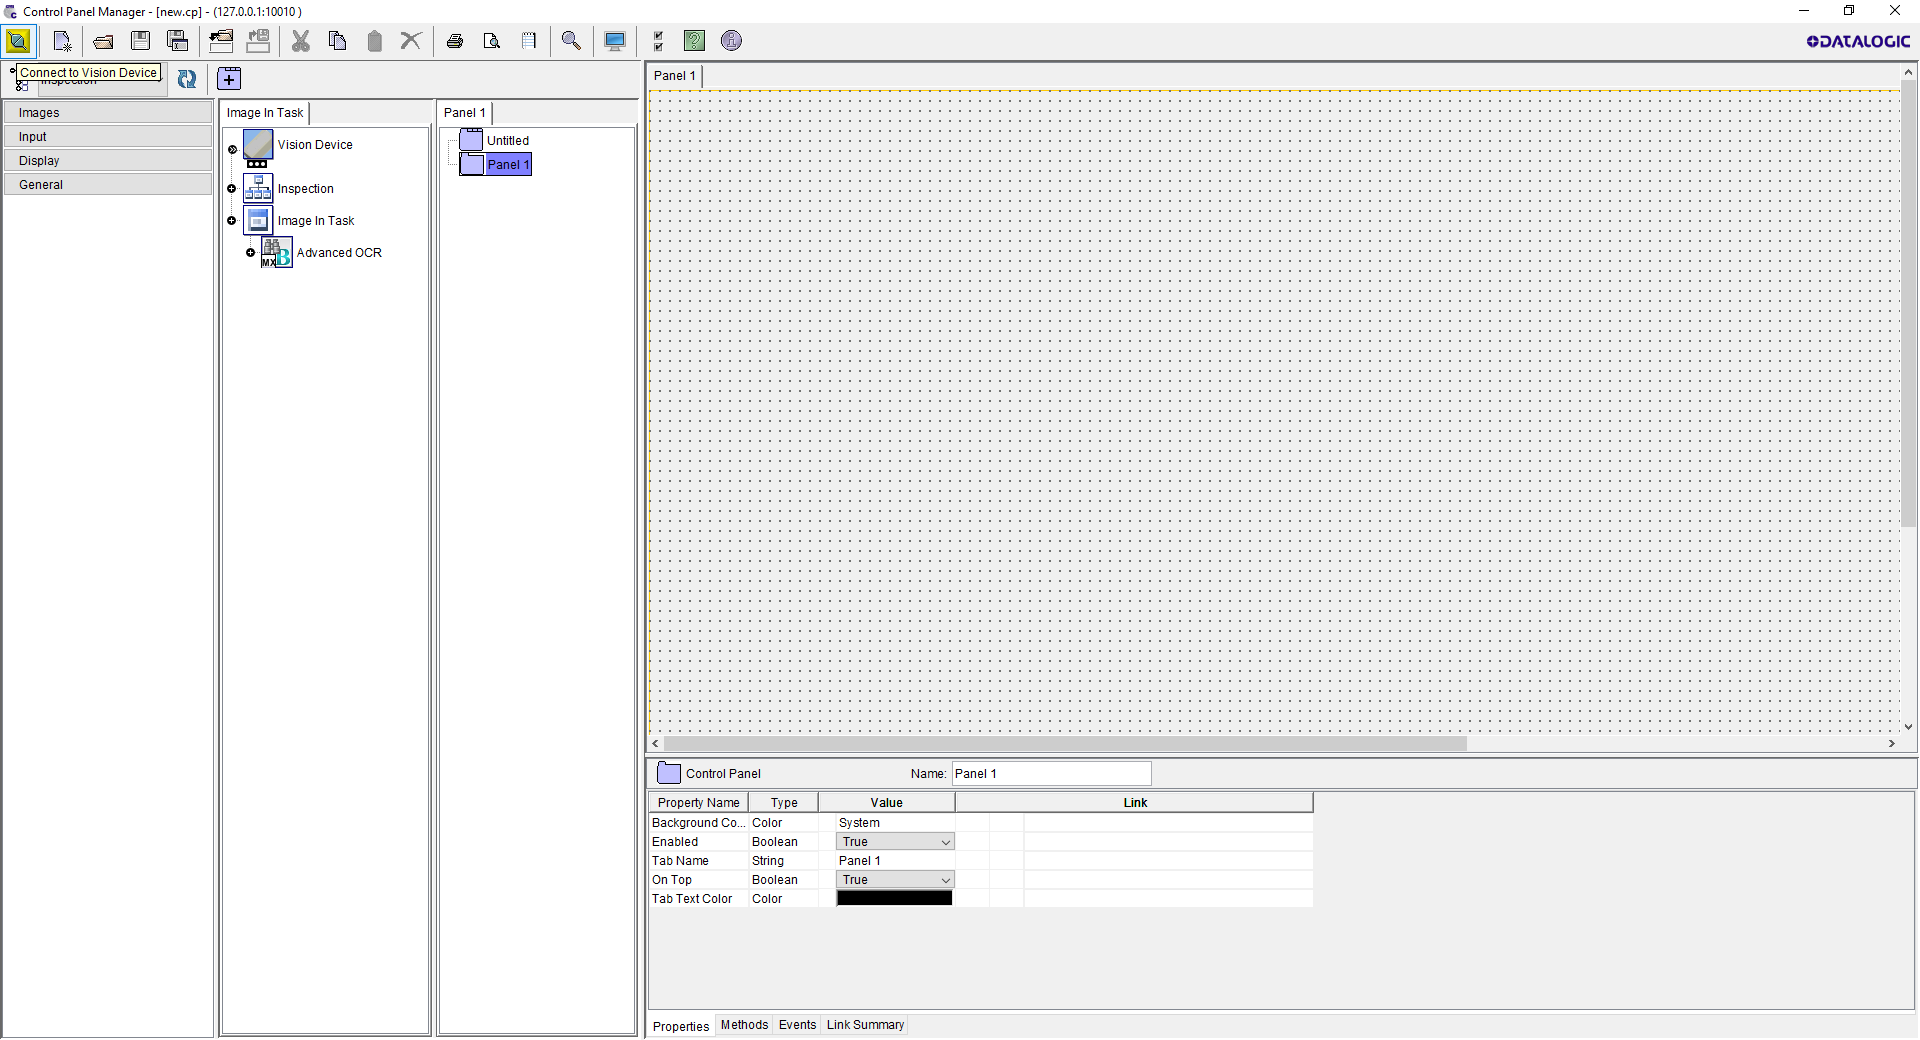 Control Panel Manager - [new.cp] - (127.0.0.1:10010 )
DATALOGIC
Connect to Vision Device
Images
Input
Display
General
Image In Task
Vision Device
Inspection
Image In Task
Advanced OCR
MX
Panel 1
Untitled
Panel 1
Panel 1
Control Panel
Name: Panel 1
Property Name Type Value Link
Background Co... Color System
Enabled Boolean True
Tab Name String Panel 1
On Top Boolean True
Tab Text Color Color
Properties Methods Events Link Summary